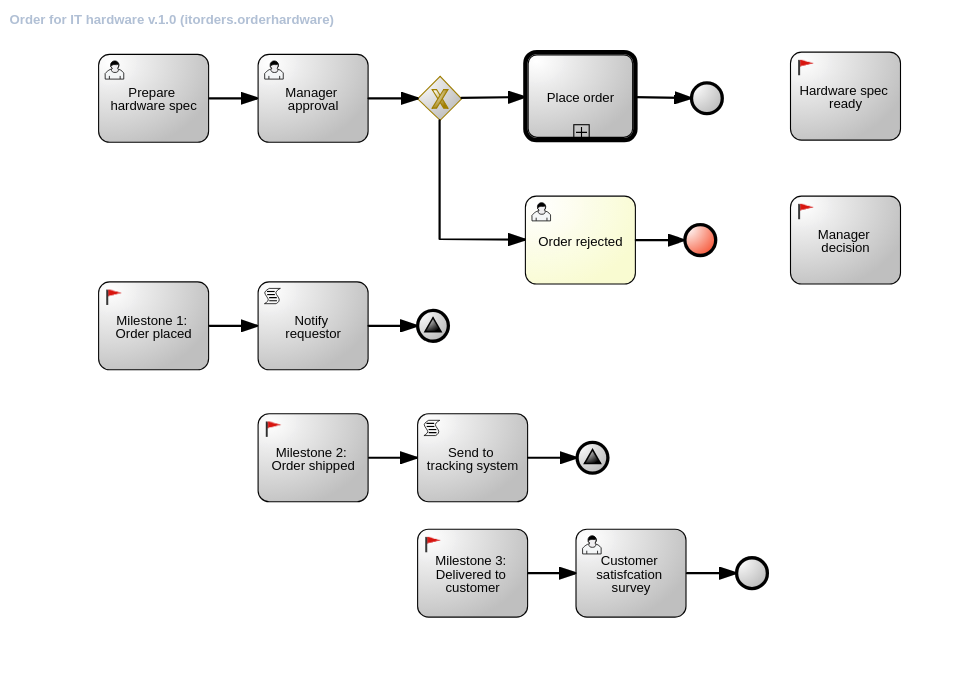 Order for IT hardware v.1.0 (itorders.orderhardware)
Prepare
hardware spec
Manager
approval
Place order
Hardware spec
ready
Order rejected
Manager
decision
Milestone 1:
Order placed
Notify
requestor
Milestone 2:
Order shipped
Send to
tracking system
Milestone 3:
Delivered to
customer
Customer
satisfcation
survey